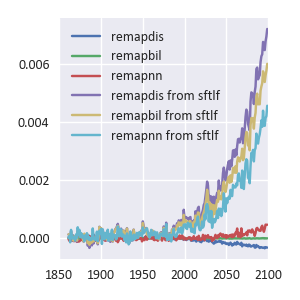 remapdis
remapbil
remapnn
remapdis from sftlf
remapbil from sftlf
remapnn from sftlf
0.006
0.004
0.002
0.000
1850 1900 1950 2000 2050 2100